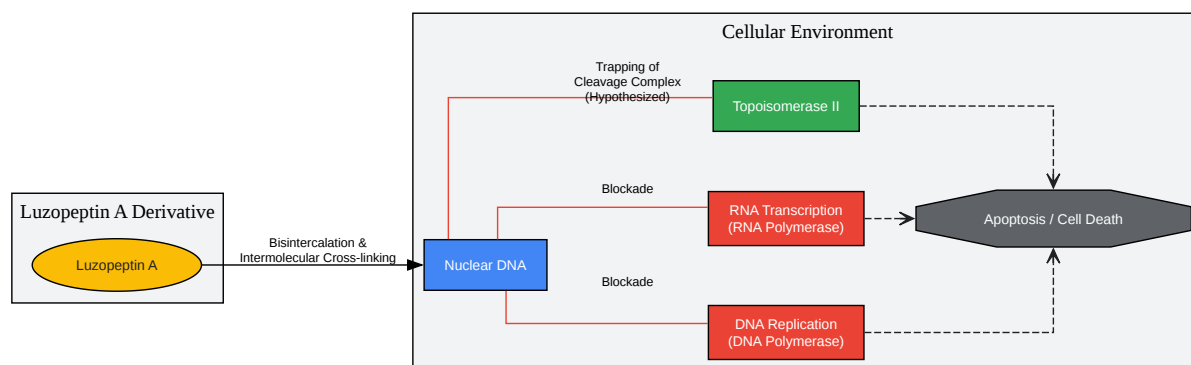 Cellular Environment
Trapping of
Cleavage Complex
(Hypothesized)
Topoisomerase II
Luzopeptin A Derivative
Luzopeptin A
Bisintercalation &
Intermolecular Cross-linking
Nuclear DNA
Blockade
RNA Transcription
(RNA Polymerase)
Apoptosis / Cell Death
Blockade
DNA Replication
(DNA Polymerase)